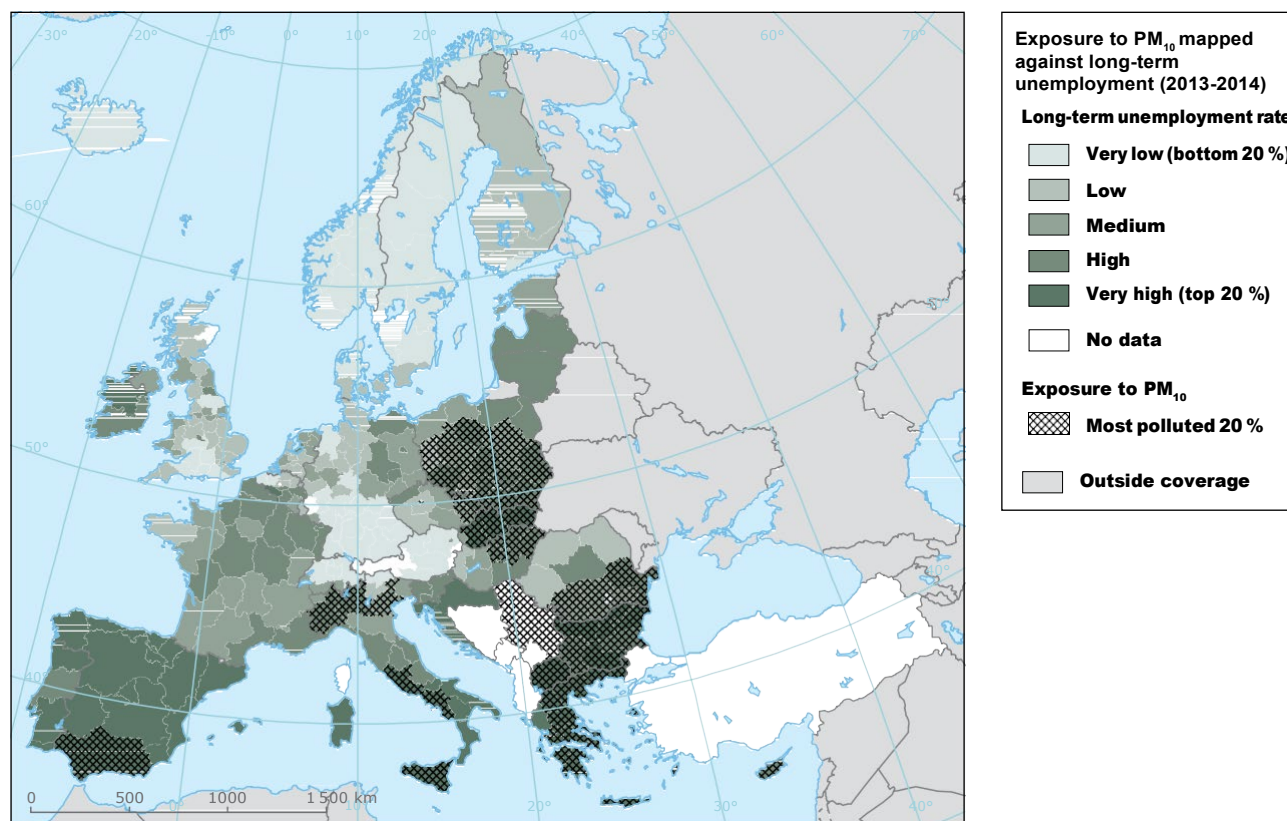 -30°
-20°
-10°
0°
10°
20°
30°
40°
50°
60°
70°
60°
50°
40°
50°
40°
0
500
1000
1 500 km
0°
10°
20°
30°
40°
Exposure to PM10 mapped
against long-term
unemployment (2013-2014)
Long-term unemployment rate
Very low (bottom 20 %)
Low
Medium
High
Very high (top 20 %)
No data
Exposure to PM10
Most polluted 20 %
Outside coverage